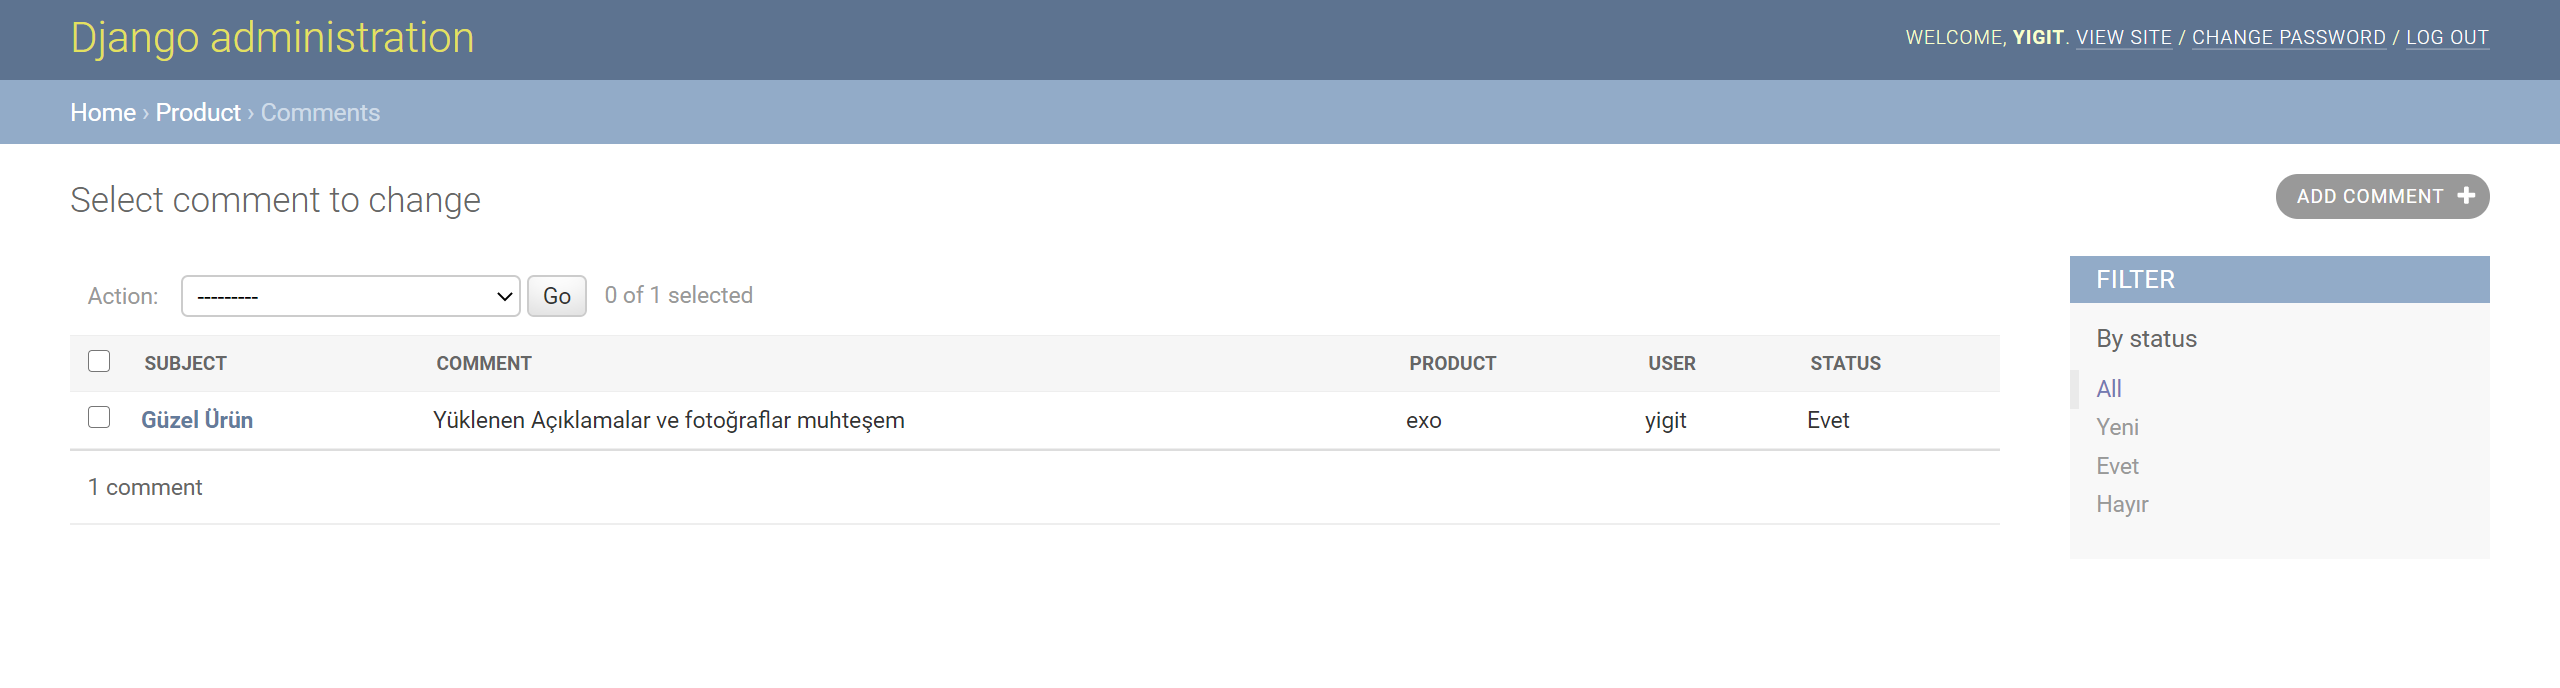 Django administration
WELCOME, YIGIT. VIEW SITE / CHANGE PASSWORD / LOG OUT
Home › Product › Comments
Select comment to change
ADD COMMENT
Action: --------- Go 0 of 1 selected
SUBJECT COMMENT PRODUCT USER STATUS
Güzel Ürün Yüklenen Açıklamalar ve fotoğraflar muhteşem exo yigit Evet
1 comment
FILTER
By status
All
Yeni
Evet
Hayır